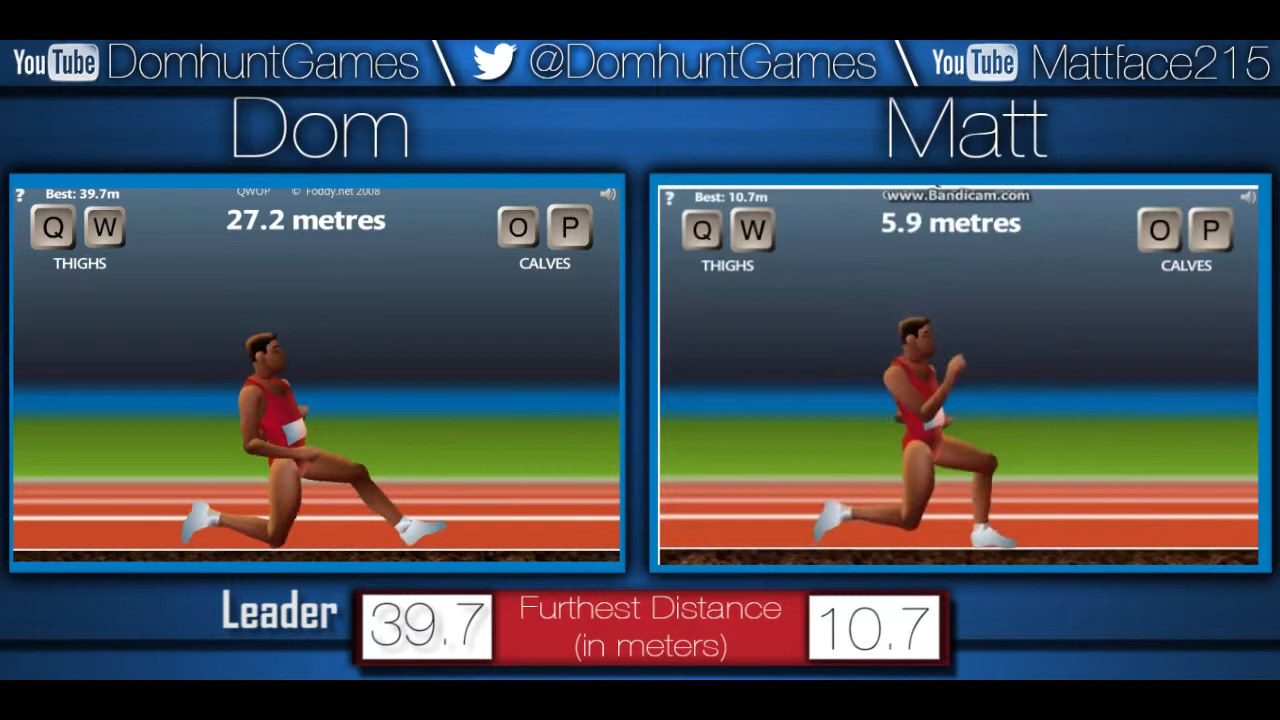 YouTube DomhuntGames \ @DomhuntGames \ YouTube Mattface215
Dom
Matt
? Best: 39.7m QWOP © Foddy.net 2008
27.2 metres
Q W O P
THIGHS CALVES
? Best: 10.7m www.Bandicam.com
5.9 metres
Q W O P
THIGHS CALVES
Leader 39.7 Furthest Distance 10.7
(in meters)